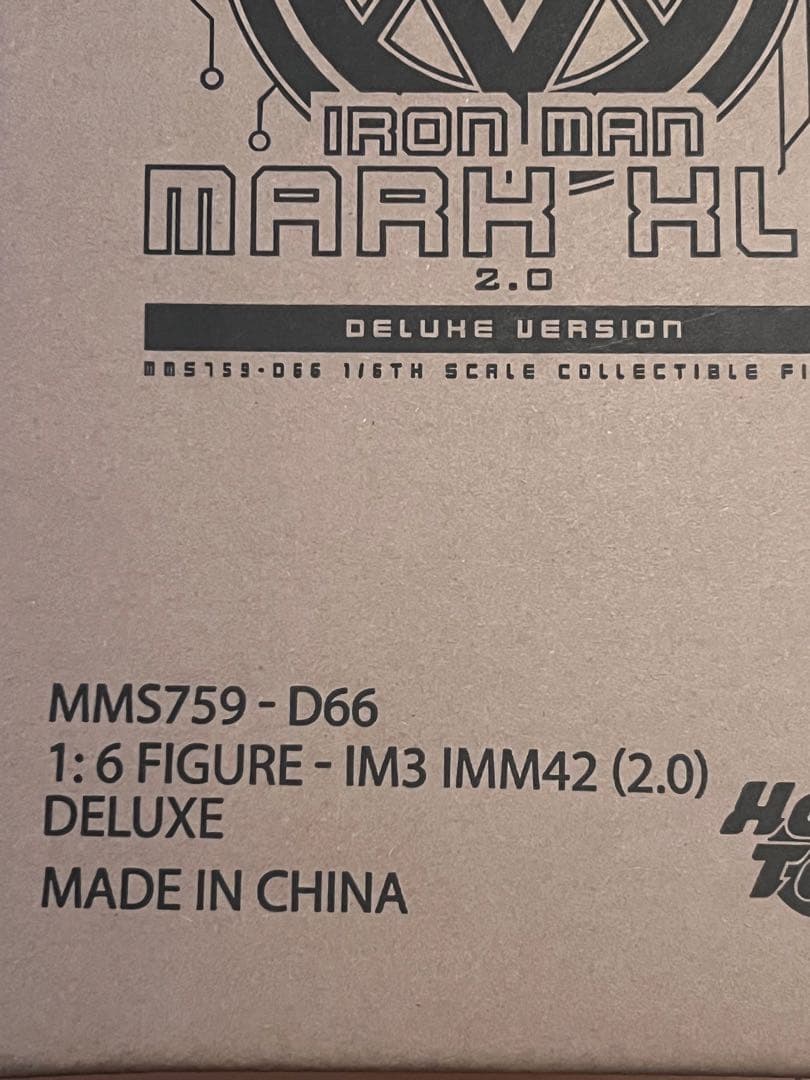 IRON MAN
MARK XL
2.0
DELUXE VERSION
MMS759-D66 1/6TH SCALE COLLECTIBLE FI
MMS759 - D66
1: 6 FIGURE - IM3 IMM42 (2.0)
DELUXE
MADE IN CHINA